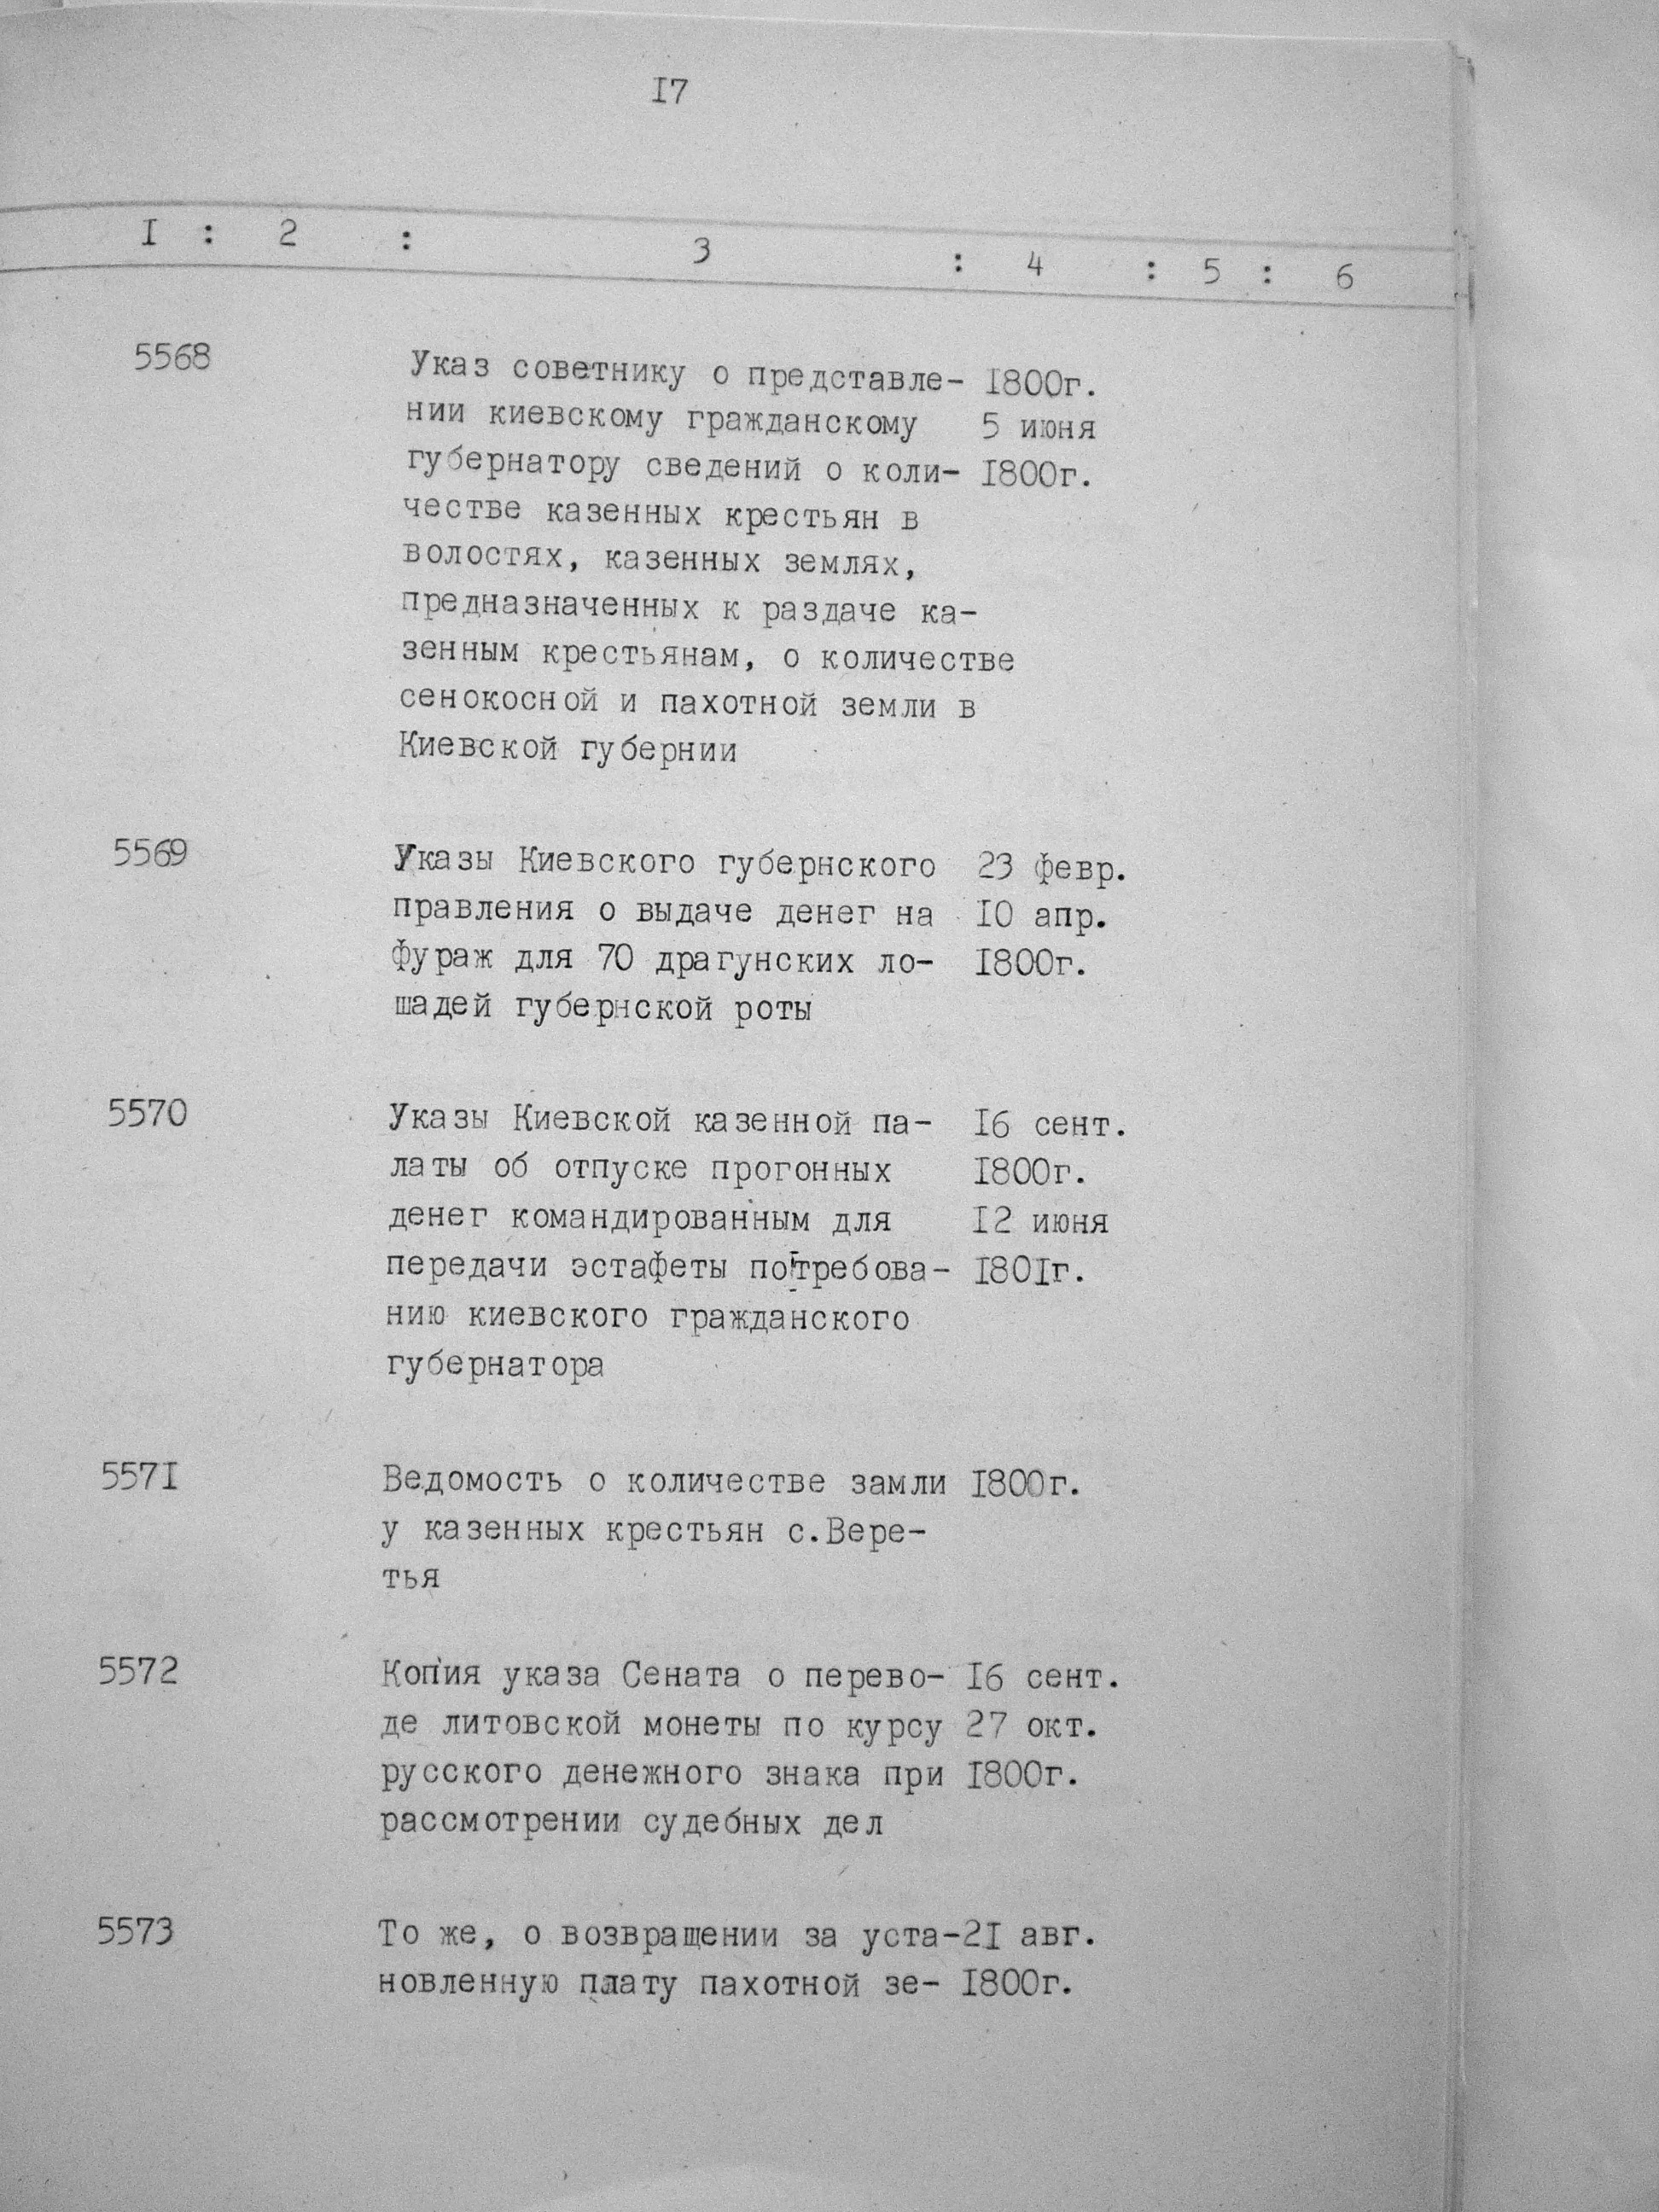 I7
I : 2 : 3 : 4 : 5 : 6
5568 Указ советнику о представле- I800г.
нии киевскому гражданскому 5 июня
губернатору сведений о коли- I800г.
честве казенных крестьян в
волостях, казенных землях,
предназначенных к раздаче ка-
зенным крестьянам, о количестве
сенокосной и пахотной земли в
Киевской губернии
5569 Указы Киевского губернского 23 февр.
правления о выдаче денег на I0 апр.
фураж для 70 драгунских ло- I800г.
шадей губернской роты
5570 Указы Киевской казенной па- I6 сент.
латы об отпуске прогонных I800г.
денег командированным для I2 июня
передачи эстафеты по требова- I80Iг.
нию киевского гражданского
губернатора
557I Ведомость о количестве замли I800г.
у казенных крестьян с.Вере-
тья
5572 Копия указа Сената о перево- I6 сент.
де литовской монеты по курсу 27 окт.
русского денежного знака при I800г.
рассмотрении судебных дел
5573 То же, о возвращении за уста- 2I авг.
новленную плату пахотной зе- I800г.